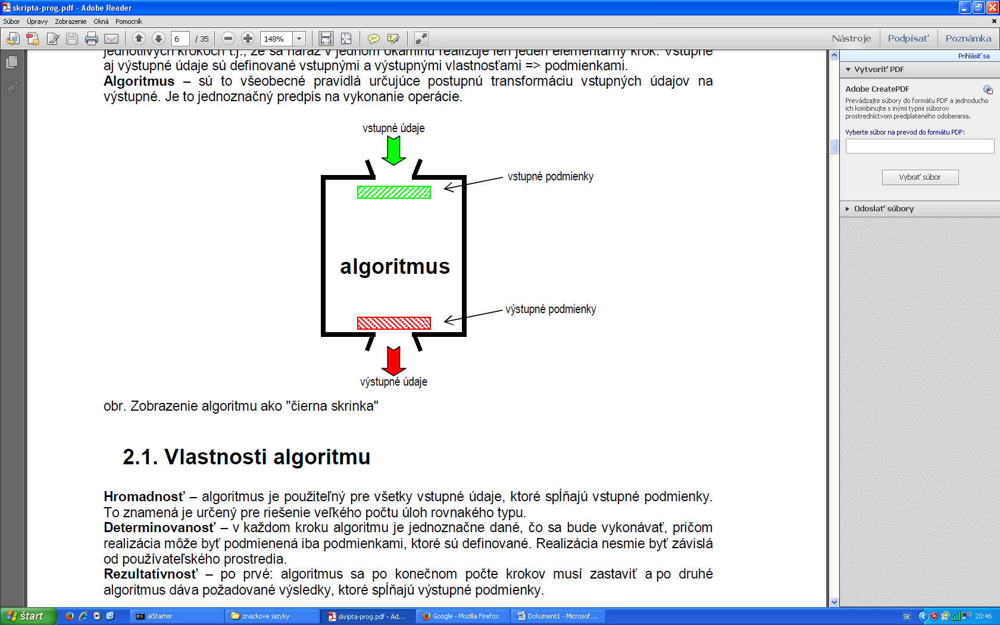 skripta-prog.pdf - Adobe Reader
Súbor Úpravy Zobrazenie Okná Pomocník
6 / 35 148% Nástroje Podpísať Poznámka
jednotlivých krokoch t.j., že sa naraz v jednom okamihu realizuje len jeden elementárny krok. Vstupné
aj výstupné údaje sú definované vstupnými a výstupnými vlastnosťami => podmienkami.
Algoritmus – sú to všeobecné pravidlá určujúce postupnú transformáciu vstupných údajov na
výstupné. Je to jednoznačný predpis na vykonanie operácie.
vstupné údaje
vstupné podmienky
algoritmus
výstupné podmienky
výstupné údaje
obr. Zobrazenie algoritmu ako "čierna skrinka"
2.1. Vlastnosti algoritmu
Hromadnosť – algoritmus je použiteľný pre všetky vstupné údaje, ktoré spĺňajú vstupné podmienky.
To znamená je určený pre riešenie veľkého počtu úloh rovnakého typu.
Determinovanosť – v každom kroku algoritmu je jednoznačne dané, čo sa bude vykonávať, pričom
realizácia môže byť podmienená iba podmienkami, ktoré sú definované. Realizácia nesmie byť závislá
od používateľského prostredia.
Rezultatívnosť – po prvé: algoritmus sa po konečnom počte krokov musí zastaviť a po druhé
algoritmus dáva požadované výsledky, ktoré spĺňajú výstupné podmienky.
Prihlásiť sa
Vytvoriť PDF
Adobe CreatePDF
Prevádzajte súbory do formátu PDF a jednoducho
ich kombinujte s inými typmi súborov
prostredníctvom predplateného odoberania.
Vyberte súbor na prevod do formátu PDF:
Vybrať súbor
Odoslať súbory
štart aiStarter znackove jazyky skripta-prog.pdf - Ad... Google - Mozilla Firefox Dokument1 - Microsof... SK 20:46